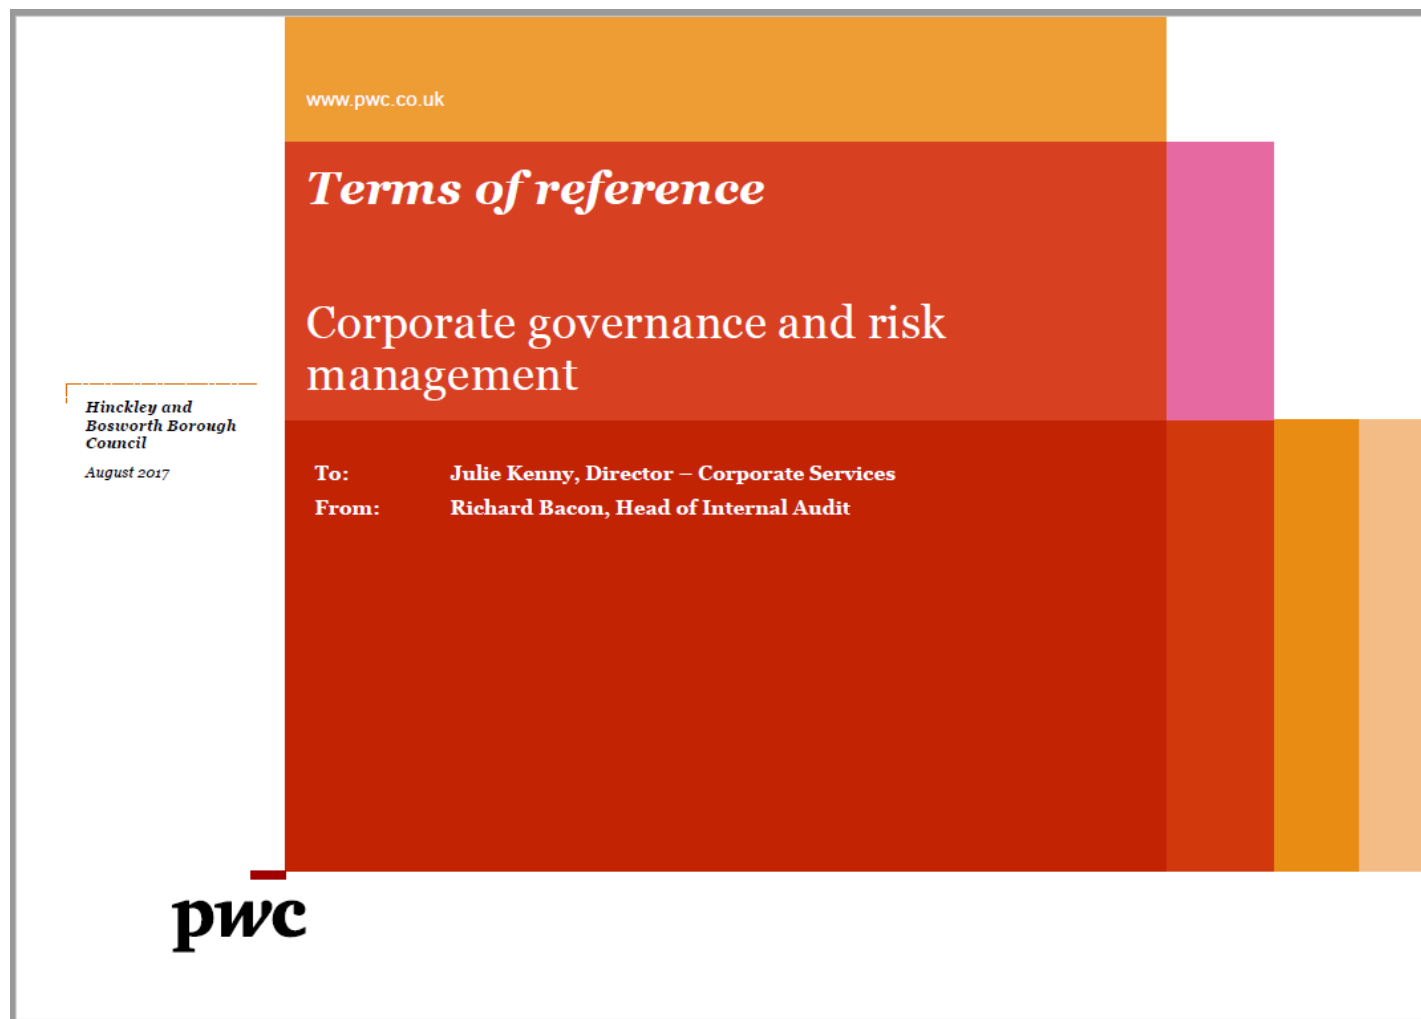 www.pwc.co.uk
Terms of reference
Corporate governance and risk
management
Hinckley and
Bosworth Borough
Council
August 2017
To: Julie Kenny, Director – Corporate Services
From: Richard Bacon, Head of Internal Audit
pwc